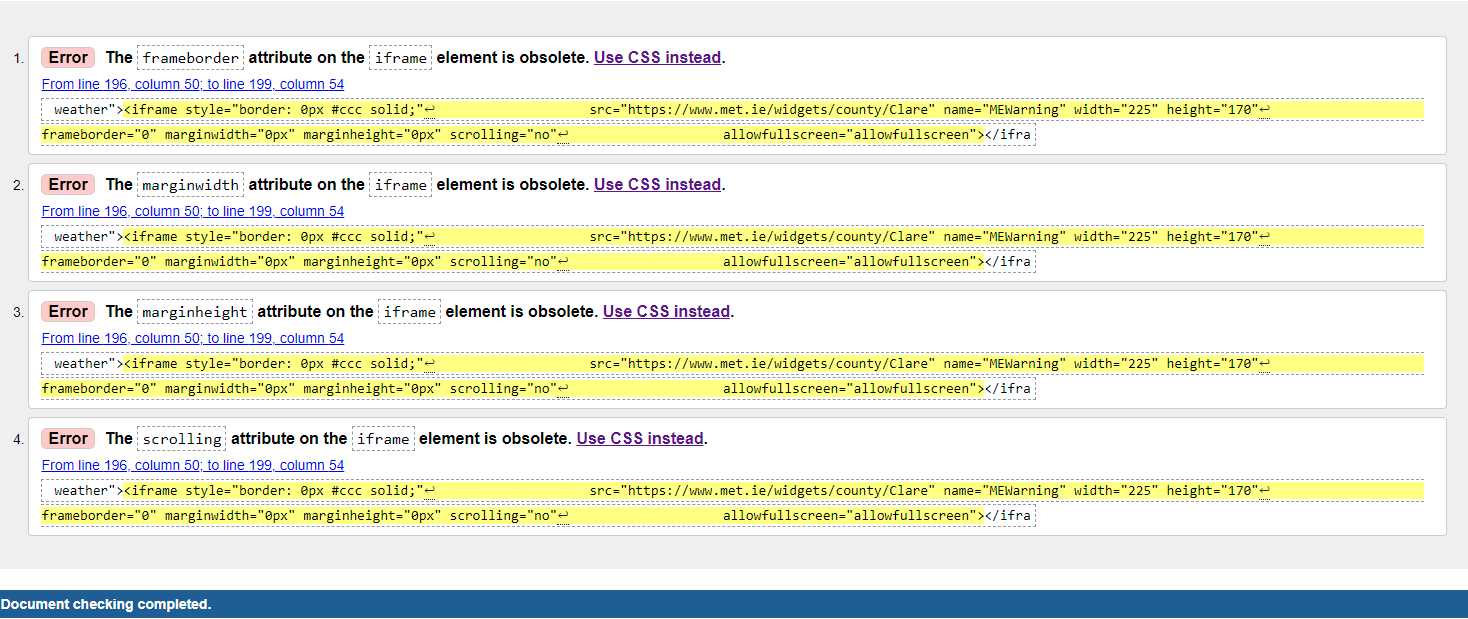 1. Error The frameborder attribute on the iframe element is obsolete. Use CSS instead.
From line 196, column 50; to line 199, column 54
weather"><iframe style="border: 0px #ccc solid;"↩ src="https://www.met.ie/widgets/county/Clare" name="MEWarning" width="225" height="170"↩
frameborder="0" marginwidth="0px" marginheight="0px" scrolling="no"↩ allowfullscreen="allowfullscreen"></ifra
2. Error The marginwidth attribute on the iframe element is obsolete. Use CSS instead.
From line 196, column 50; to line 199, column 54
weather"><iframe style="border: 0px #ccc solid;"↩ src="https://www.met.ie/widgets/county/Clare" name="MEWarning" width="225" height="170"↩
frameborder="0" marginwidth="0px" marginheight="0px" scrolling="no"↩ allowfullscreen="allowfullscreen"></ifra
3. Error The marginheight attribute on the iframe element is obsolete. Use CSS instead.
From line 196, column 50; to line 199, column 54
weather"><iframe style="border: 0px #ccc solid;"↩ src="https://www.met.ie/widgets/county/Clare" name="MEWarning" width="225" height="170"↩
frameborder="0" marginwidth="0px" marginheight="0px" scrolling="no"↩ allowfullscreen="allowfullscreen"></ifra
4. Error The scrolling attribute on the iframe element is obsolete. Use CSS instead.
From line 196, column 50; to line 199, column 54
weather"><iframe style="border: 0px #ccc solid;"↩ src="https://www.met.ie/widgets/county/Clare" name="MEWarning" width="225" height="170"↩
frameborder="0" marginwidth="0px" marginheight="0px" scrolling="no"↩ allowfullscreen="allowfullscreen"></ifra
Document checking completed.